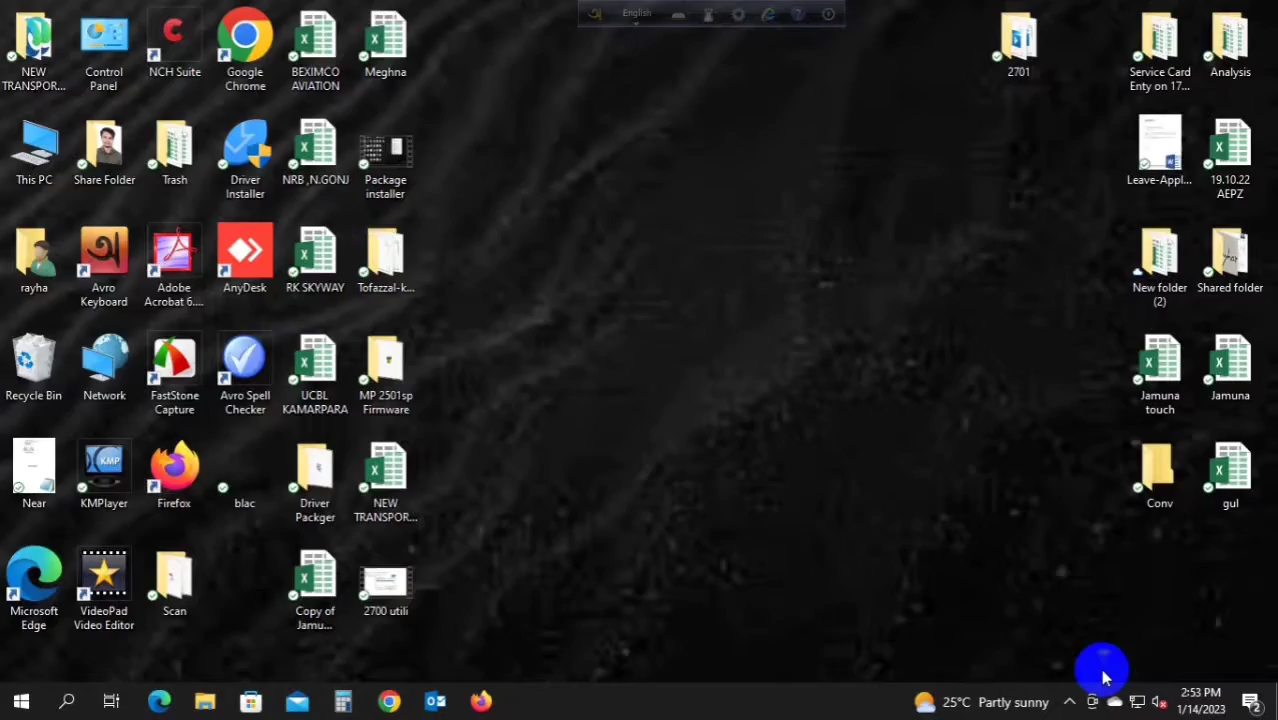 English
NEW
TRANSPOR...
Control
Panel
NCH Suite
Google
Chrome
BEXIMCO
AVIATION
Meghna
2701
Service Card
Enty on 17...
Analysis
This PC
Share Folder
Trash
Driver
Installer
NRB ,N.GONJ
Package
installer
Leave-Appl...
19.10.22
AEPZ
rayha
অ
Avro
Keyboard
Adobe
Acrobat 6....
AnyDesk
RK SKYWAY
Tofazzal-k...
New folder
(2)
Shared folder
Recycle Bin
Network
FastStone
Capture
Avro Spell
Checker
UCBL
KAMARPARA
MP 2501sp
Firmware
Jamuna
touch
Jamuna
Near
KMP
KMPlayer
Firefox
blac
Driver
Packger
NEW
TRANSPOR...
Conv
gul
Microsoft
Edge
VideoPad
Video Editor
Scan
Copy of
Jamu...
2700 utili
25°C Partly sunny
2:53 PM
1/14/2023
2